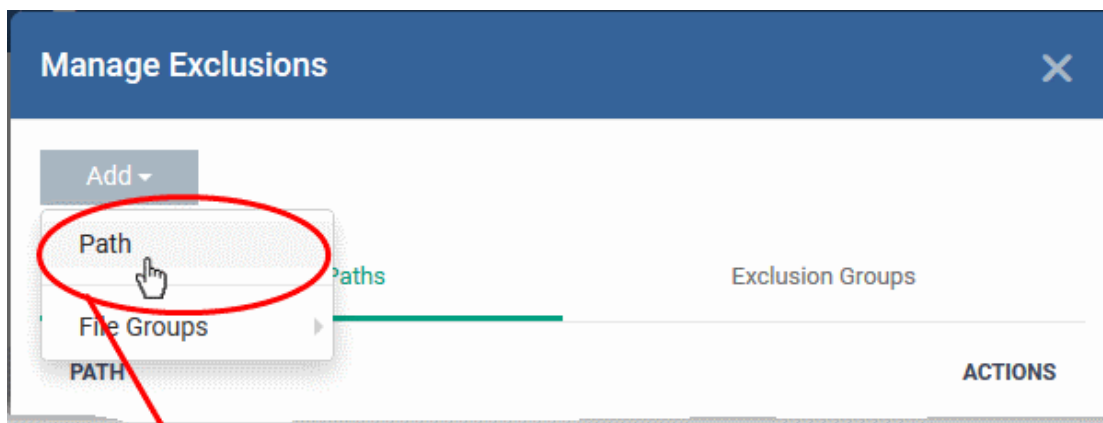 Manage Exclusions
Add
Path
Paths
Exclusion Groups
File Groups
PATH
ACTIONS